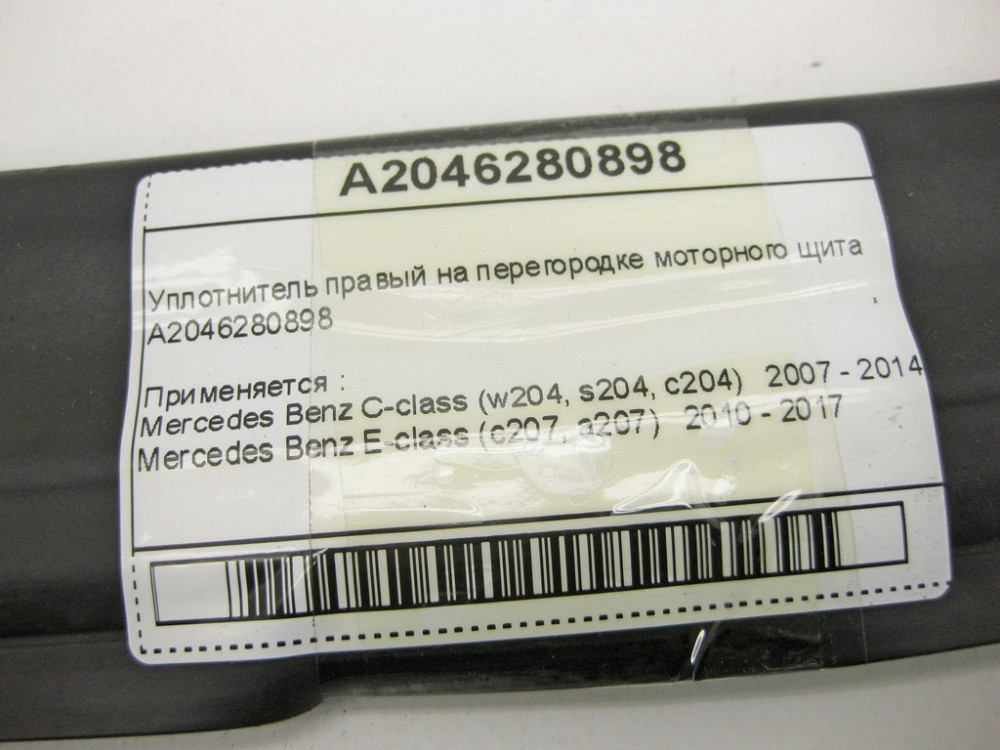 A2046280898
Уплотнитель правый на перегородке моторного щита
A2046280898
Применяется :
Mercedes Benz C-class (w204, s204, c204) 2007 - 2014
Mercedes Benz E-class (c207, a207) 2010 - 2017